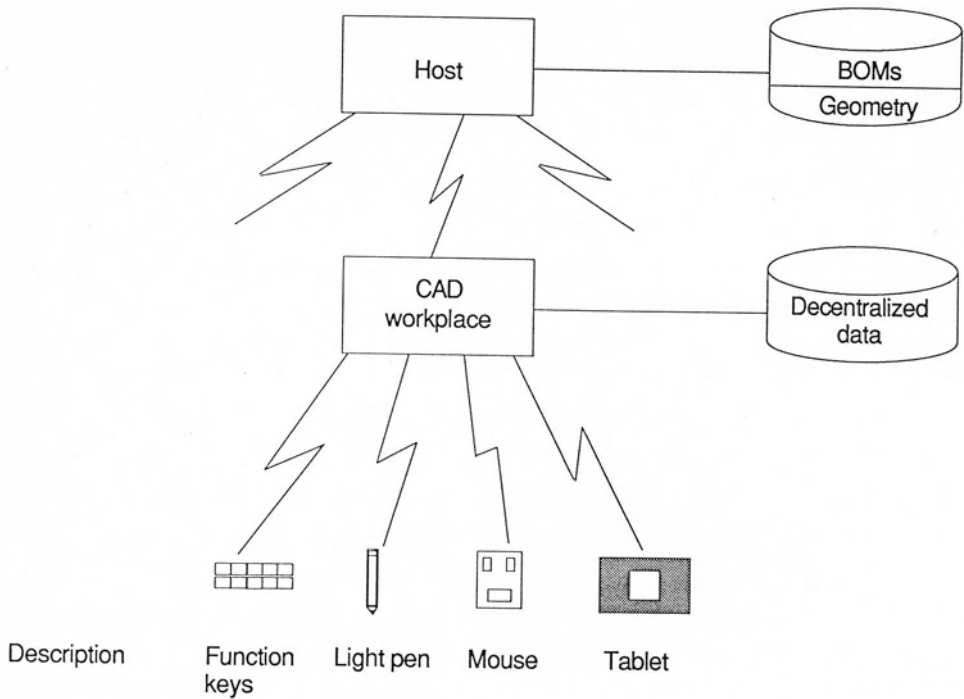 Host
BOMs
Geometry
CAD
workplace
Decentralized
data
Description
Function
keys
Light pen
Mouse
Tablet